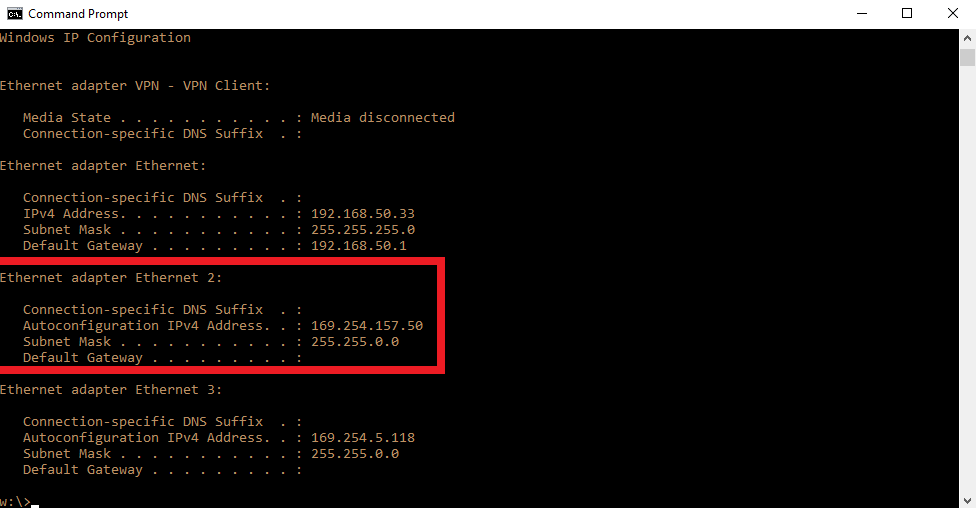 Command Prompt
Windows IP Configuration
Ethernet adapter VPN - VPN Client:
Media State . . . . . . . . . . . : Media disconnected
Connection-specific DNS Suffix  . :
Ethernet adapter Ethernet:
Connection-specific DNS Suffix  . :
IPv4 Address. . . . . . . . . . . : 192.168.50.33
Subnet Mask . . . . . . . . . . . : 255.255.255.0
Default Gateway . . . . . . . . . : 192.168.50.1
Ethernet adapter Ethernet 2:
Connection-specific DNS Suffix  . :
Autoconfiguration IPv4 Address. . : 169.254.157.50
Subnet Mask . . . . . . . . . . . : 255.255.0.0
Default Gateway . . . . . . . . . :
Ethernet adapter Ethernet 3:
Connection-specific DNS Suffix  . :
Autoconfiguration IPv4 Address. . : 169.254.5.118
Subnet Mask . . . . . . . . . . . : 255.255.0.0
Default Gateway . . . . . . . . . :
w:\>